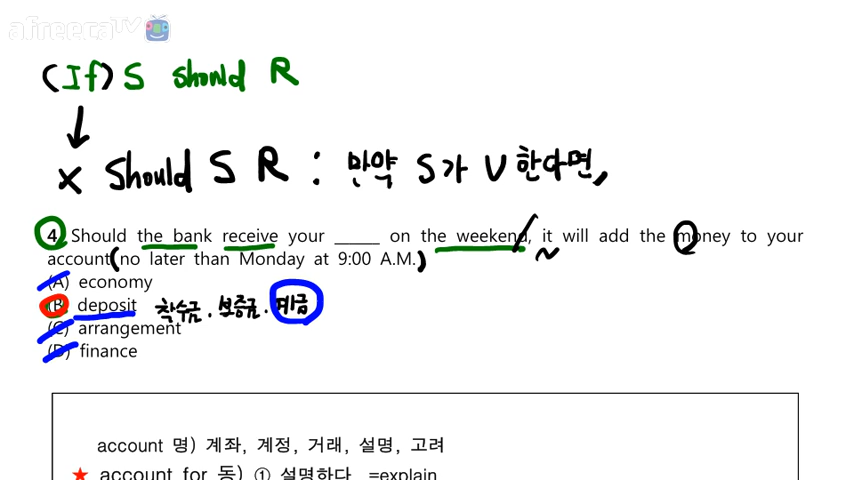 afreecaTV
(If) S should R
X Should S R : 만약 S가 V 한다면,
4. Should the bank receive your _____ on the weekend, it will add the money to your
account (no later than Monday at 9:00 A.M.)
(A) economy
(B) deposit 착수금 . 보증금 . 예금
(C) arrangement
(D) finance
account 명) 계좌, 계정, 거래, 설명, 고려
★ account for 동) ① 설명하다 =explain